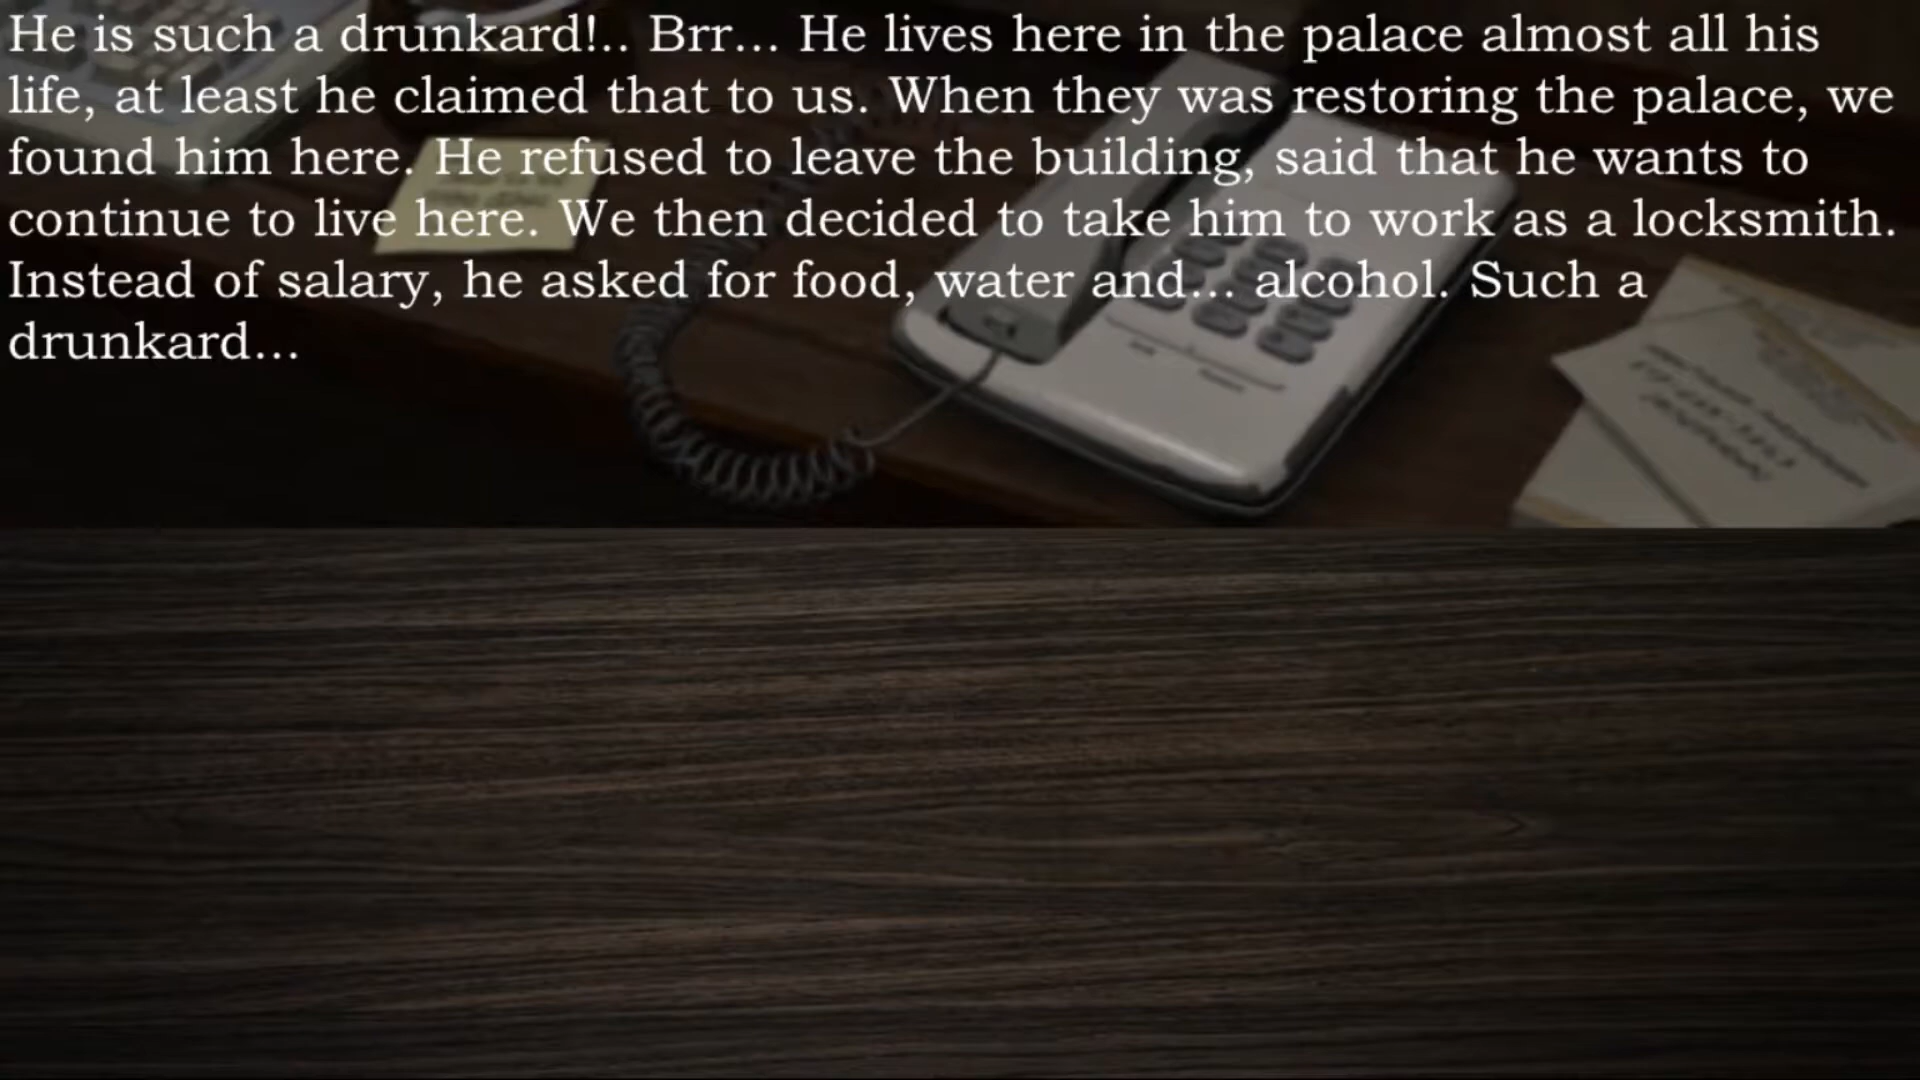 He is such a drunkard!.. Brr... He lives here in the palace almost all his
life, at least he claimed that to us. When they was restoring the palace, we
found him here. He refused to leave the building, said that he wants to
continue to live here. We then decided to take him to work as a locksmith.
Instead of salary, he asked for food, water and... alcohol. Such a
drunkard...